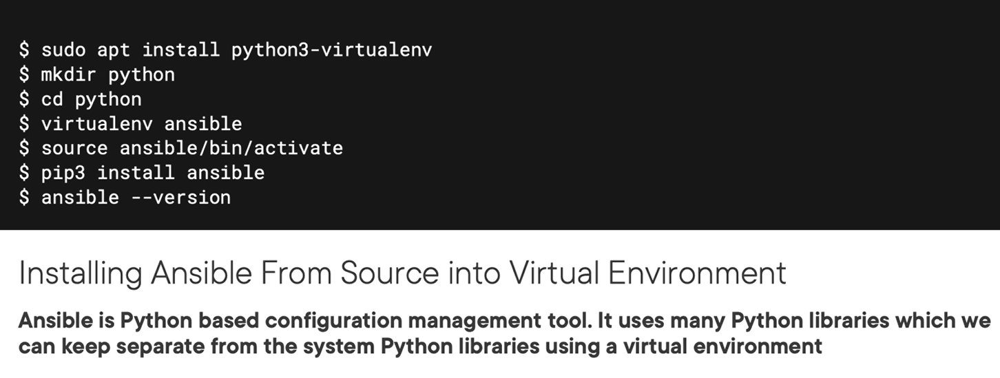 $ sudo apt install python3-virtualenv
$ mkdir python
$ cd python
$ virtualenv ansible
$ source ansible/bin/activate
$ pip3 install ansible
$ ansible --version
Installing Ansible From Source into Virtual Environment
Ansible is Python based configuration management tool. It uses many Python libraries which we
can keep separate from the system Python libraries using a virtual environment